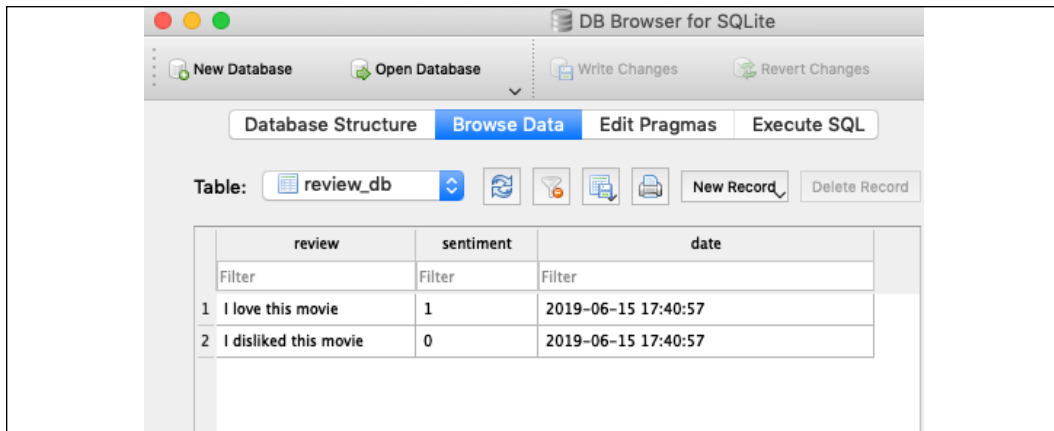 DB Browser for SQLite
New Database Open Database Write Changes Revert Changes
Database Structure Browse Data Edit Pragmas Execute SQL
Table: review_db New Record Delete Record
review sentiment date
Filter Filter Filter
1 I love this movie 1 2019-06-15 17:40:57
2 I disliked this movie 0 2019-06-15 17:40:57